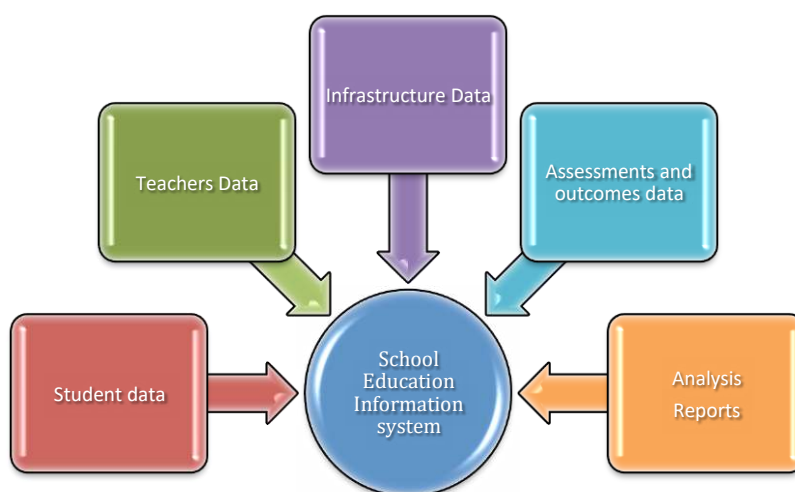 Infrastructure Data
Teachers Data
Assessments and
outcomes data
Student data
School
Education
Information
system
Analysis
Reports